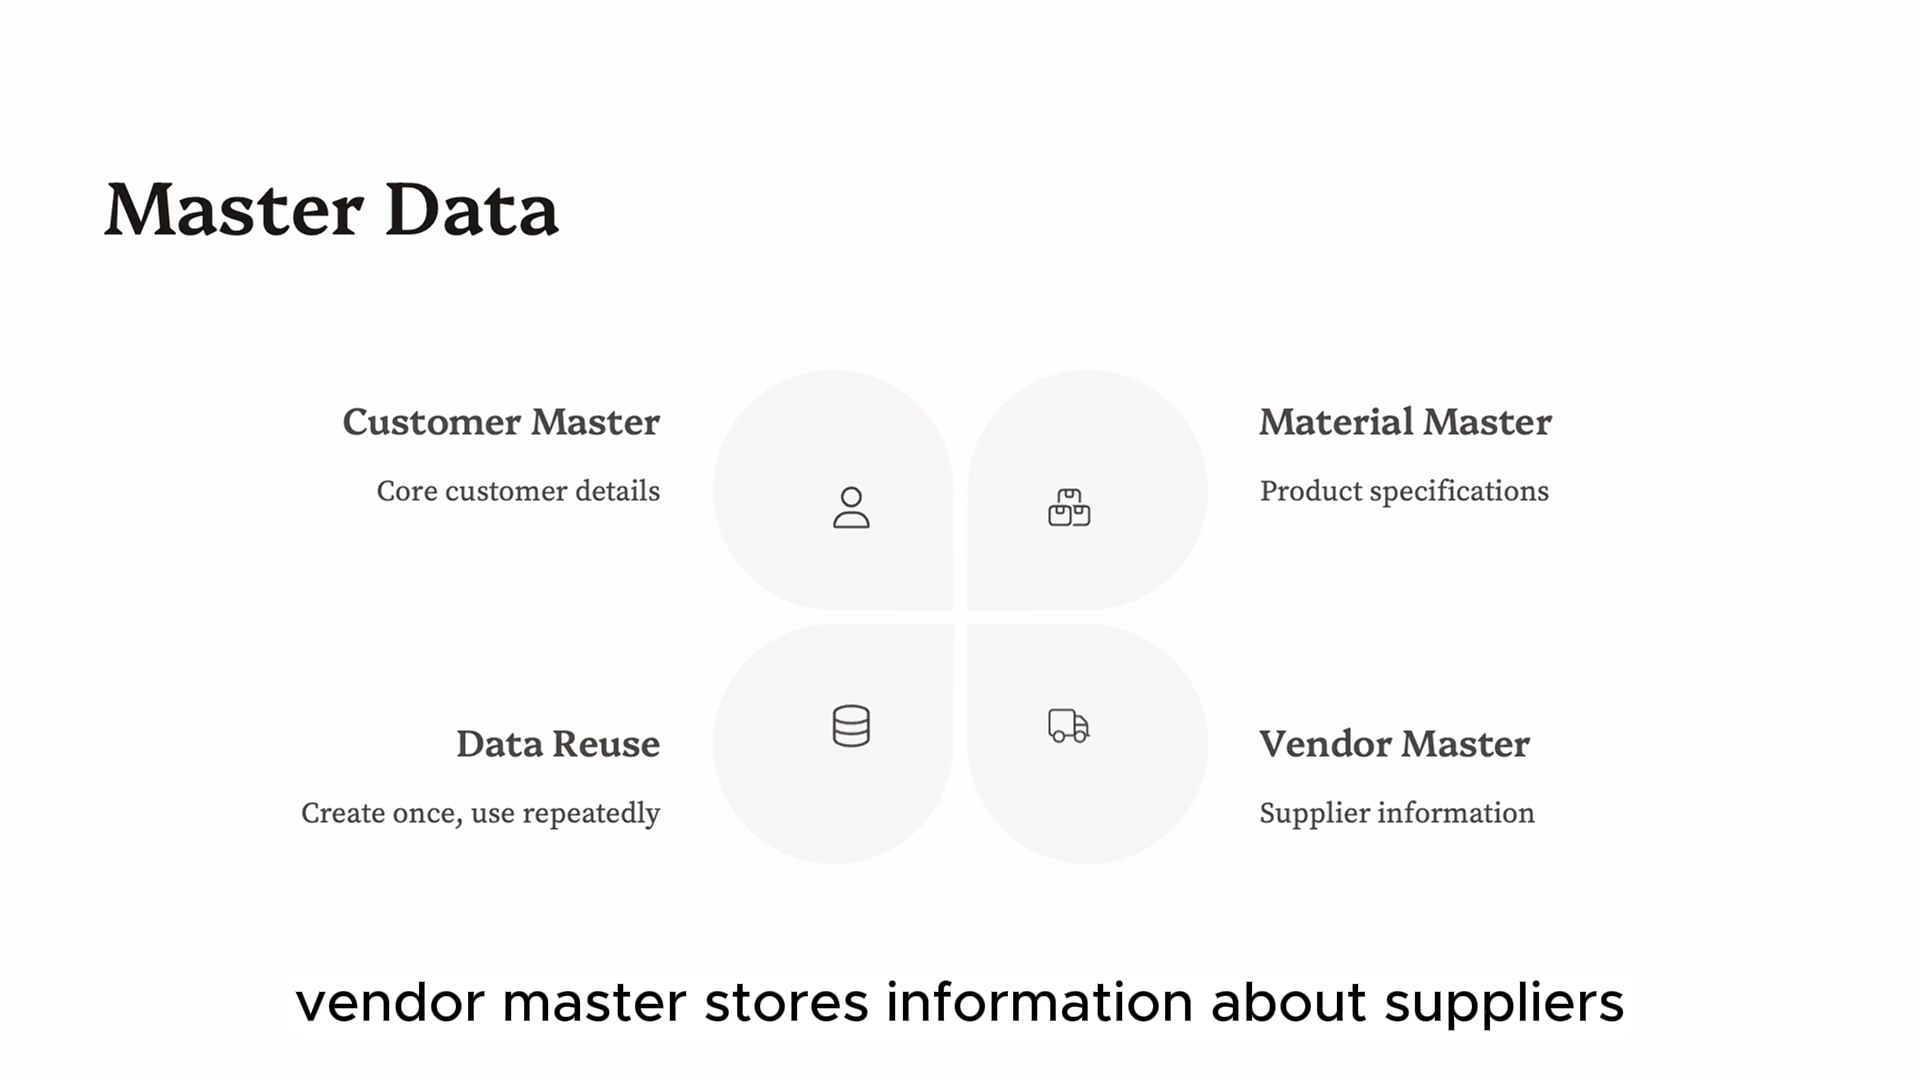 Master Data
Customer Master
Core customer details
Material Master
Product specifications
Data Reuse
Create once, use repeatedly
Vendor Master
Supplier information
vendor master stores information about suppliers